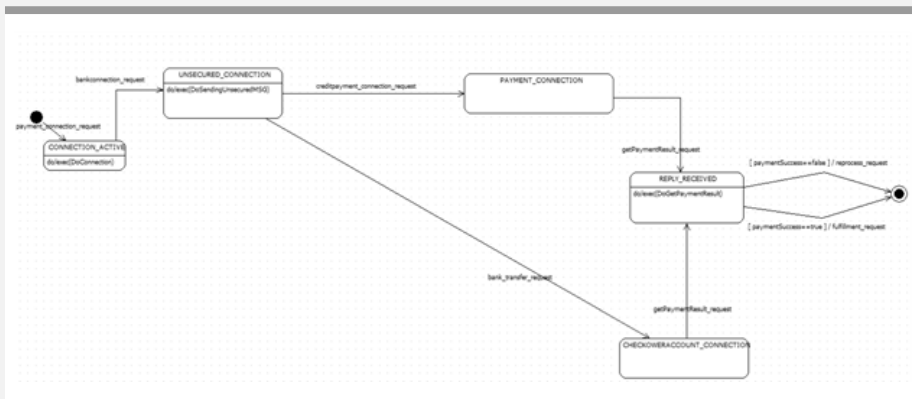 UNSECURED_CONNECTION
do/exec(DoSendingUnsecuredMSG)
bankconnection_request
creditpayment_connection_request
PAYMENT_CONNECTION
payment_connection_request
CONNECTION_ACTIVE
do/exec(DoConnection)
getPaymentResult_request
[ paymentSuccess==false ] / reprocess_request
REPLY_RECEIVED
do/exec(DoGetPaymentResult)
[ paymentSuccess==true ] / fulfillment_request
bank_transfer_request
getPaymentResult_request
CHECKOWERACCOUNT_CONNECTION